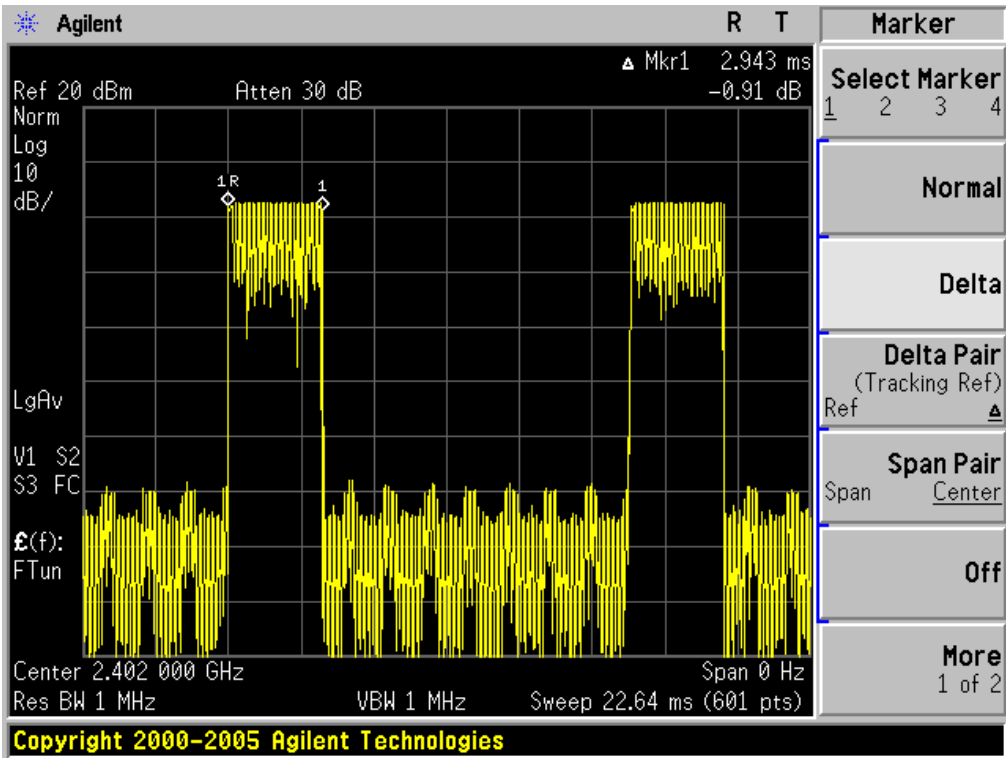 Agilent R T
Marker
Δ Mkr1 2.943 ms
Ref 20 dBm Atten 30 dB -0.91 dB
Norm
Log
10
dB/
1R
1
LgAv
V1 S2
S3 FC
£(f):
FTun
Center 2.402 000 GHz Span 0 Hz
Res BW 1 MHz VBW 1 MHz Sweep 22.64 ms (601 pts)
Copyright 2000-2005 Agilent Technologies
Select Marker
1 2 3 4
Normal
Delta
Delta Pair
(Tracking Ref)
Ref Δ
Span Pair
Span Center
Off
More
1 of 2